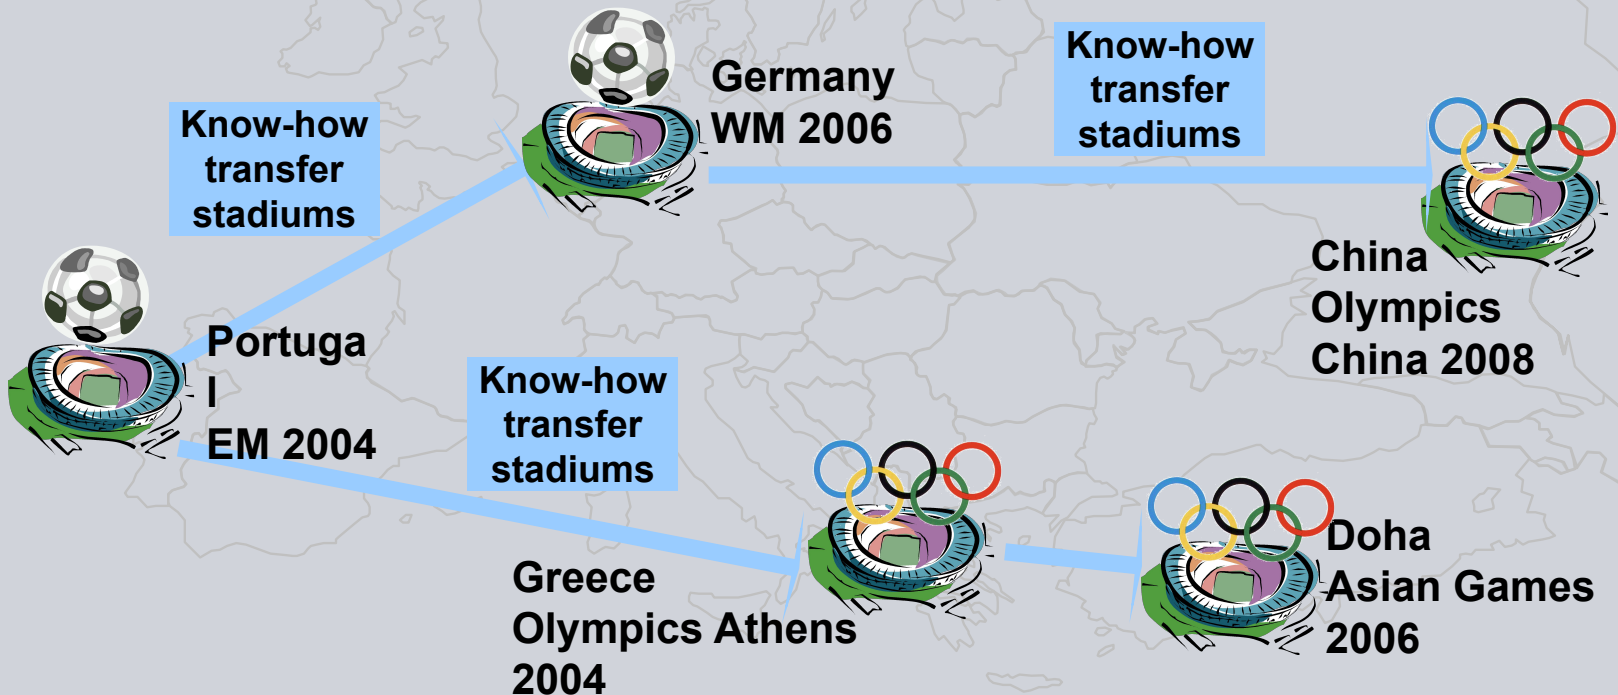 Know-how
transfer
stadiums
Germany
WM 2006
Know-how
transfer
stadiums
Portuga
l
EM 2004
China
Olympics
China 2008
Know-how
transfer
stadiums
Greece
Olympics Athens
2004
Doha
Asian Games
2006